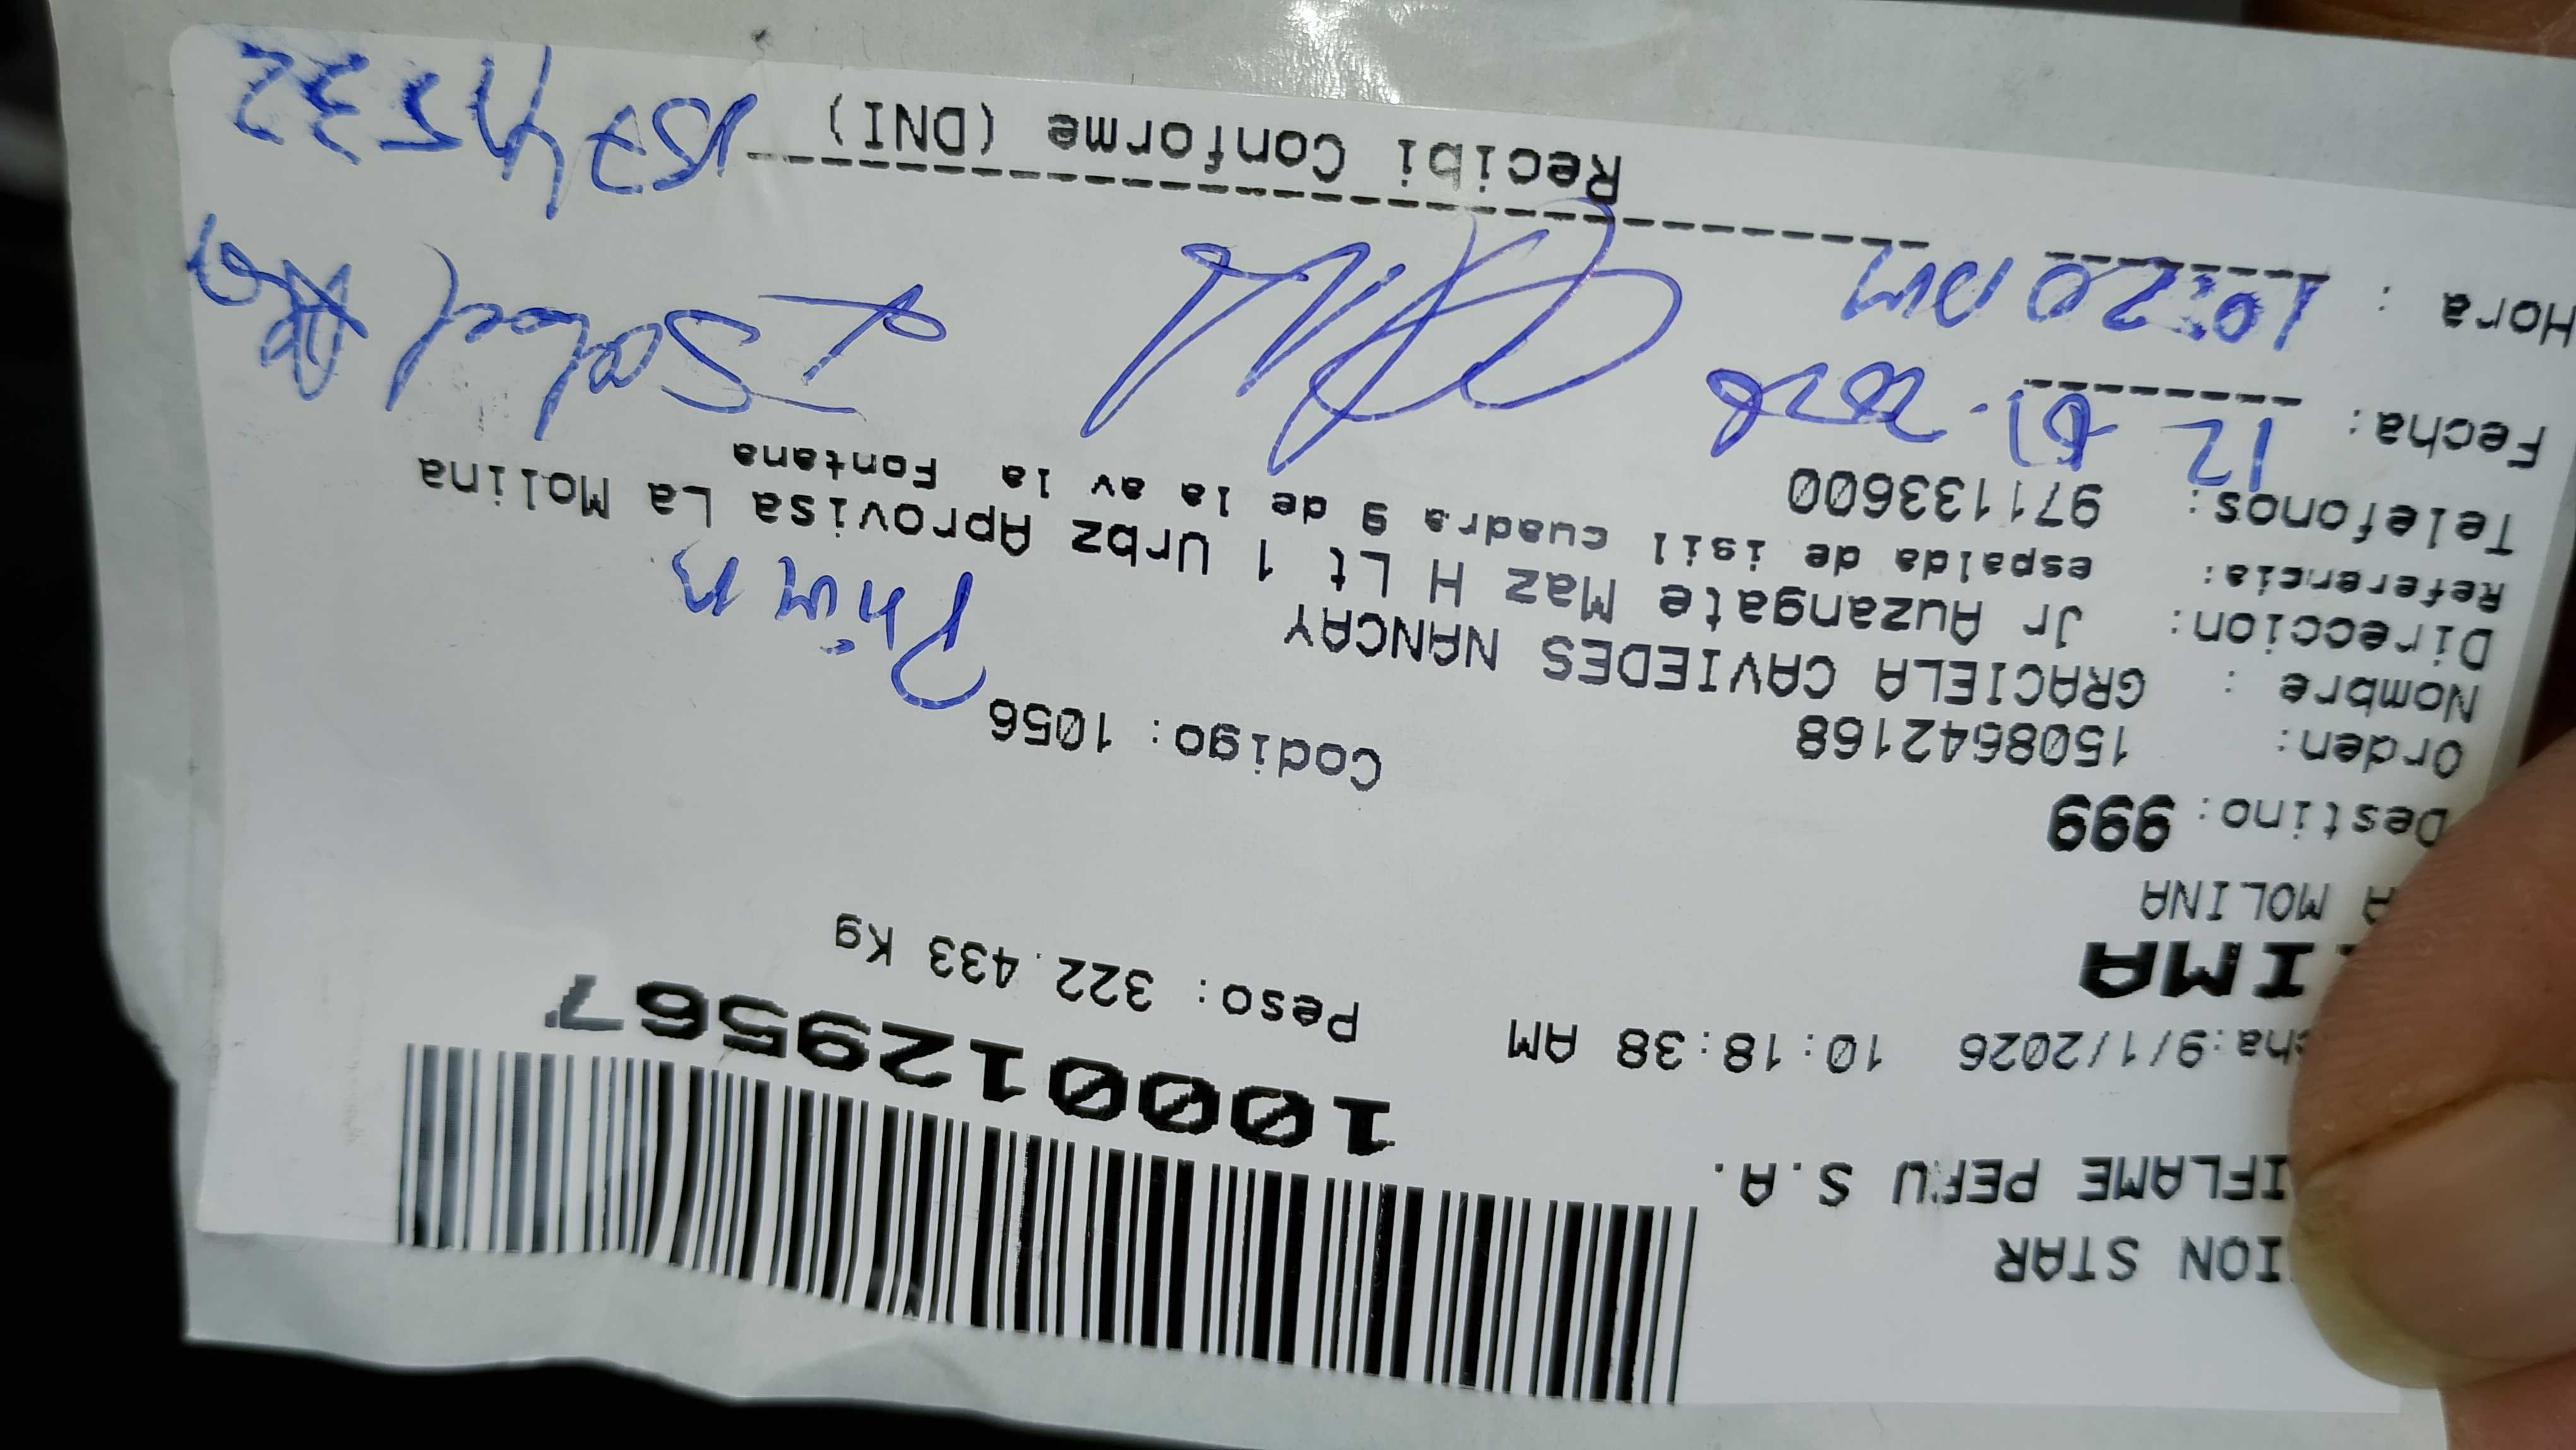 ION STAR
IFLAME PERU S.A.
1000129567
cha:9/1/2026 10:18:38 AM
Peso: 322.433 Kg
IMA
A MOLINA
Destino: 999
Orden: 1508642168 Codigo: 1056
Nombre : GRACIELA CAVIEDES NANCAY
Direccion: Jr Auzangate Maz H Lt 1 Urbz Aprovisa La Molina
Referencia: espalda de isil cuadra 9 de la av la Fontana
Telefonos: 971133600
Fecha: 12 01. 2026
Hora : 10:20 AM
Isabel
Recibi Conforme (DNI)